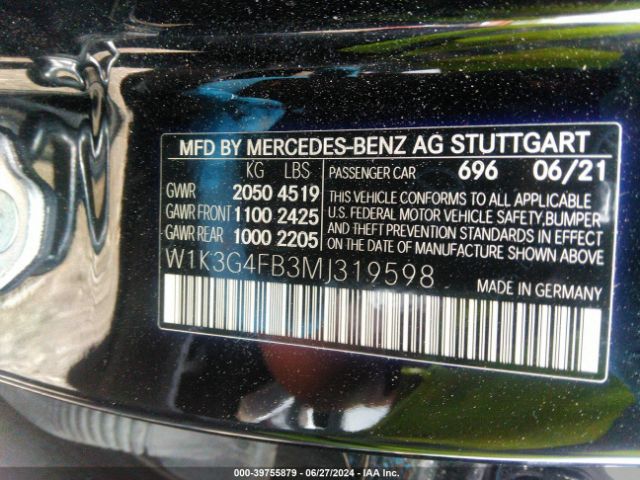 MFD BY MERCEDES-BENZ AG STUTTGART
KG LBS PASSENGER CAR 696 06/21
GVWR 2050 4519
GAWR FRONT 1100 2425
GAWR REAR 1000 2205
THIS VEHICLE CONFORMS TO ALL APPLICABLE
U.S. FEDERAL MOTOR VEHICLE SAFETY, BUMPER
AND THEFT PREVENTION STANDARDS IN EFFECT
ON THE DATE OF MANUFACTURE SHOWN ABOVE
W1K3G4FB3MJ319598
MADE IN GERMANY
000-39755879 - 06/27/2024 - IAA Inc.